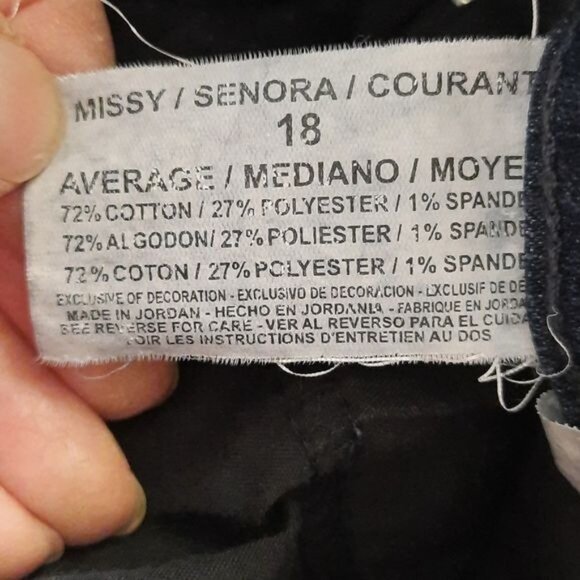 MISSY / SENORA / COURANT
18
AVERAGE / MEDIANO / MOYE
72% COTTON / 27% POLYESTER / 1% SPANDE
72% ALGODON/ 27% POLIESTER / 1% SPANDE
72% COTON / 27% POLYESTER / 1% SPANDE
EXCLUSIVE OF DECORATION - EXCLUSIVO DE DECORACION - EXCLUSIF DE DE
MADE IN JORDAN - HECHO EN JORDANIA - FABRIQUE EN JORDA
SEE REVERSE FOR CARE - VER AL REVERSO PARA EL CUIDA
VOIR LES INSTRUCTIONS D'ENTRETIEN AU DOS